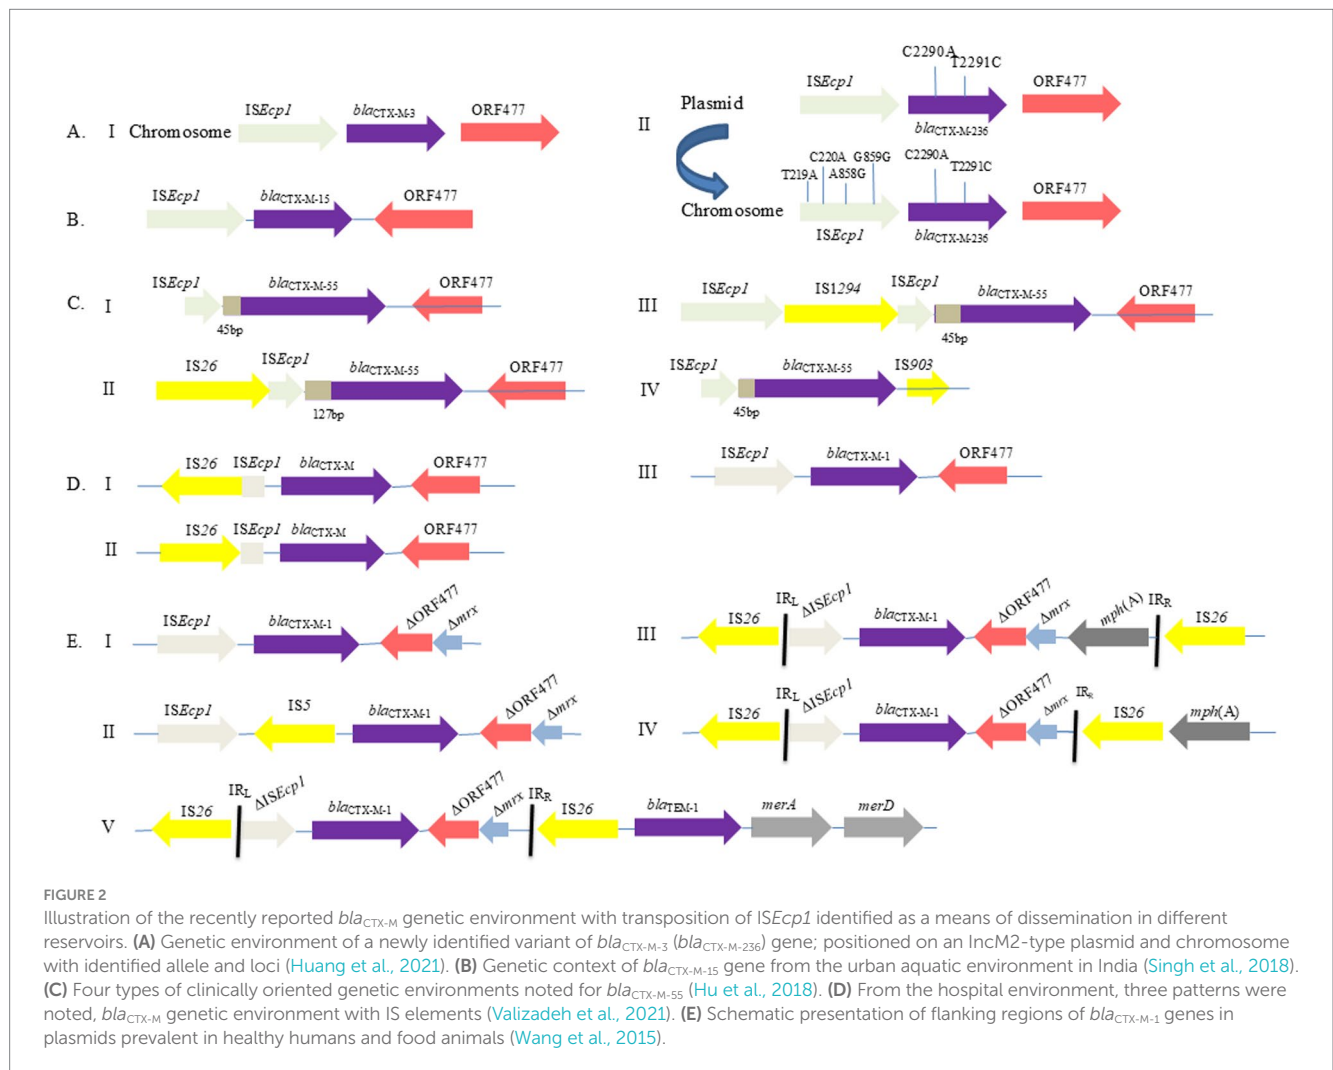 A. I Chromosome ISEcp1 blaCTX-M-3 ORF477
II Plasmid ISEcp1 C2290A T2291C blaCTX-M-236 ORF477
Chromosome T219A C220A A858G G859G ISEcp1 C2290A T2291C blaCTX-M-236 ORF477
B. ISEcp1 blaCTX-M-15 ORF477
C. I ISEcp1 45bp blaCTX-M-55 ORF477
III ISEcp1 IS1294 ISEcp1 45bp blaCTX-M-55 ORF477
II IS26 ISEcp1 127bp blaCTX-M-55 ORF477
IV ISEcp1 45bp blaCTX-M-55 IS903
D. I IS26 ISEcp1 blaCTX-M ORF477
III ISEcp1 blaCTX-M-1 ORF477
II IS26 ISEcp1 blaCTX-M ORF477
E. I ISEcp1 blaCTX-M-1 ΔORF477 Δmrx
III IS26 IRL ΔISEcp1 blaCTX-M-1 ΔORF477 Δmrx mph(A) IRR IS26
II ISEcp1 IS5 blaCTX-M-1 ΔORF477 Δmrx
IV IS26 IRL ΔISEcp1 blaCTX-M-1 ΔORF477 Δmrx IRR IS26 mph(A)
V IS26 IRL ΔISEcp1 blaCTX-M-1 ΔORF477 Δmrx IRR IS26 blaTEM-1 merA merD
FIGURE 2
Illustration of the recently reported blaCTX-M genetic environment with transposition of ISEcp1 identified as a means of dissemination in different
reservoirs. (A) Genetic environment of a newly identified variant of blaCTX-M-3 (blaCTX-M-236) gene; positioned on an IncM2-type plasmid and chromosome
with identified allele and loci (Huang et al., 2021). (B) Genetic context of blaCTX-M-15 gene from the urban aquatic environment in India (Singh et al., 2018).
(C) Four types of clinically oriented genetic environments noted for blaCTX-M-55 (Hu et al., 2018). (D) From the hospital environment, three patterns were
noted, blaCTX-M genetic environment with IS elements (Valizadeh et al., 2021). (E) Schematic presentation of flanking regions of blaCTX-M-1 genes in
plasmids prevalent in healthy humans and food animals (Wang et al., 2015).